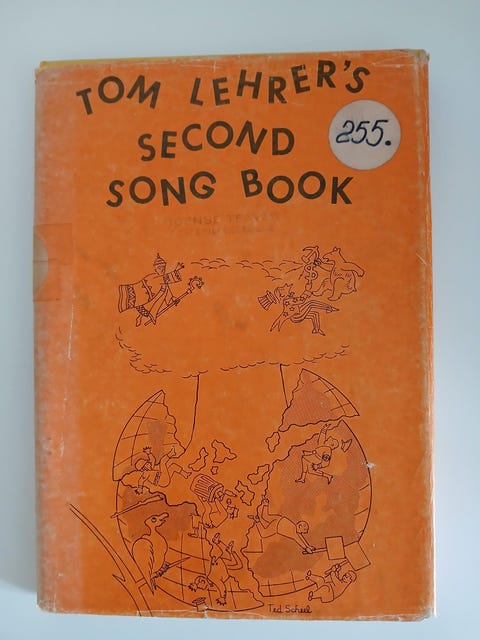 TOM LEHRER'S
255.
SECOND
SONG BOOK
Ted Scheel